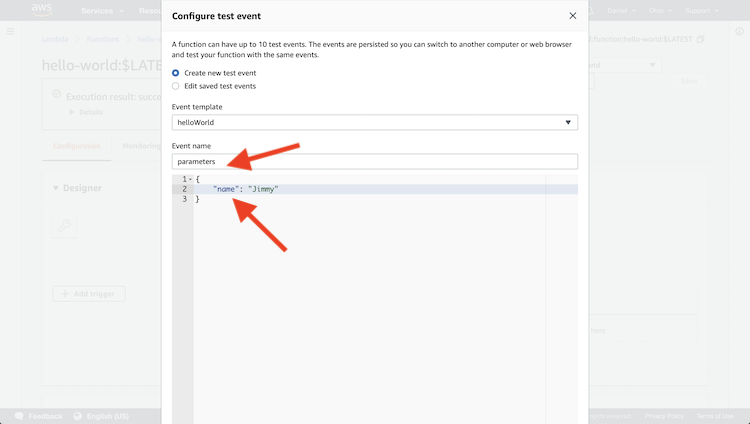 Configure test event
aws
Services
A function can have up to 10 test events. The events are persisted so you can switch to another computer or web browser
and test your function with the same events.
Lambda
Functions
function:hello-world:$LATEST
hello-world:$LATE
Create new test event
Edit saved test events
Execution result: succe
Details
Event template
helloWorld
Event name
Configuration
Monitoring
parameters
1 {
2 "name": "Jimmy"
3 }
Designer
+ Add trigger
Feedback
English (US)
Privacy Policy
Terms of Use